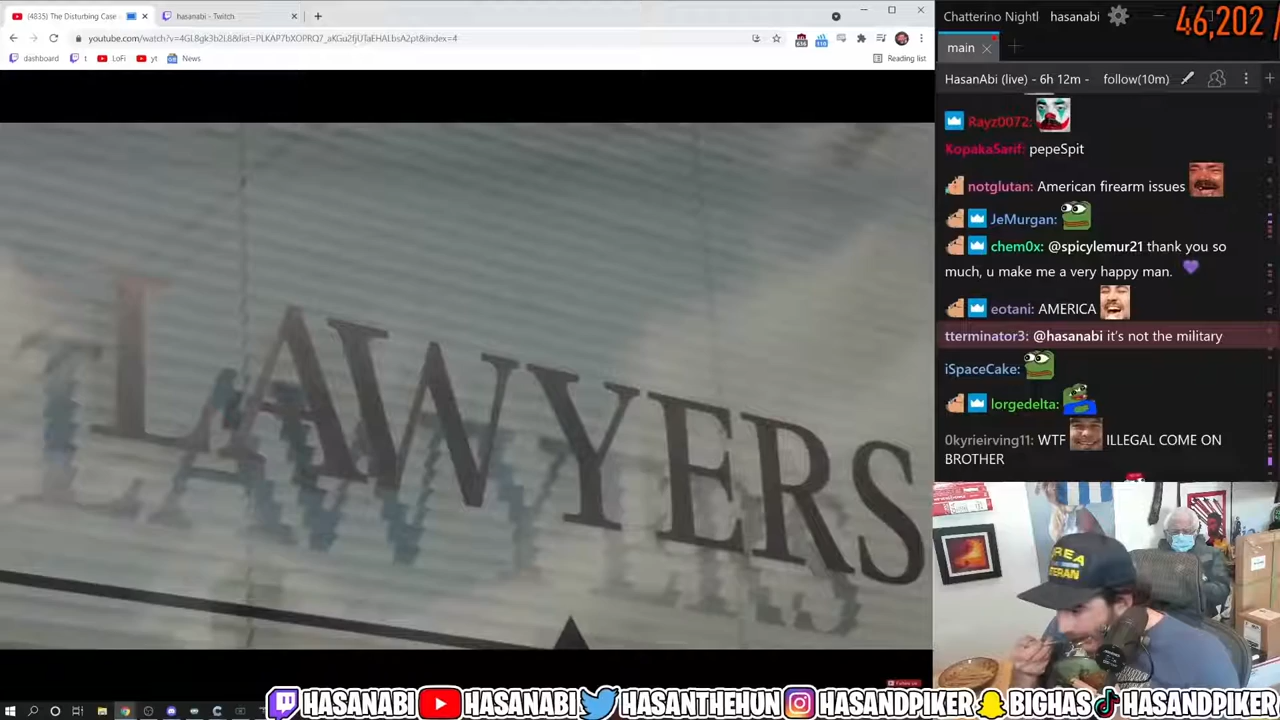 (4835) The Disturbing Case
hasanabi - Twitch
youtube.com/watch?v=4GL8gk3b2L8&list=PLKAP7bXOPRQ7_aKGu2fjUTaEHALbsA2pt&index=4
dashboard
t
LoFi
yt
News
Reading list
LAWYERS
Follow us
Chatterino Nightl
hasanabi
46,202 /
main
HasanAbi (live) - 6h 12m -
follow(10m)
Rayz0072:
KopakaSarif: pepeSpit
notglutan: American firearm issues
JeMurgan:
chem0x: @spicylemur21 thank you so
much, u make me a very happy man.
eotani: AMERICA
tterminator3: @hasanabi it's not the military
iSpaceCake:
lorgedelta:
0kyrieirving11: WTF ILLEGAL COME ON
BROTHER
HASANABI HASANABI HASANTHEHUN HASANDPIKER BIGHAS HASANDPIKER